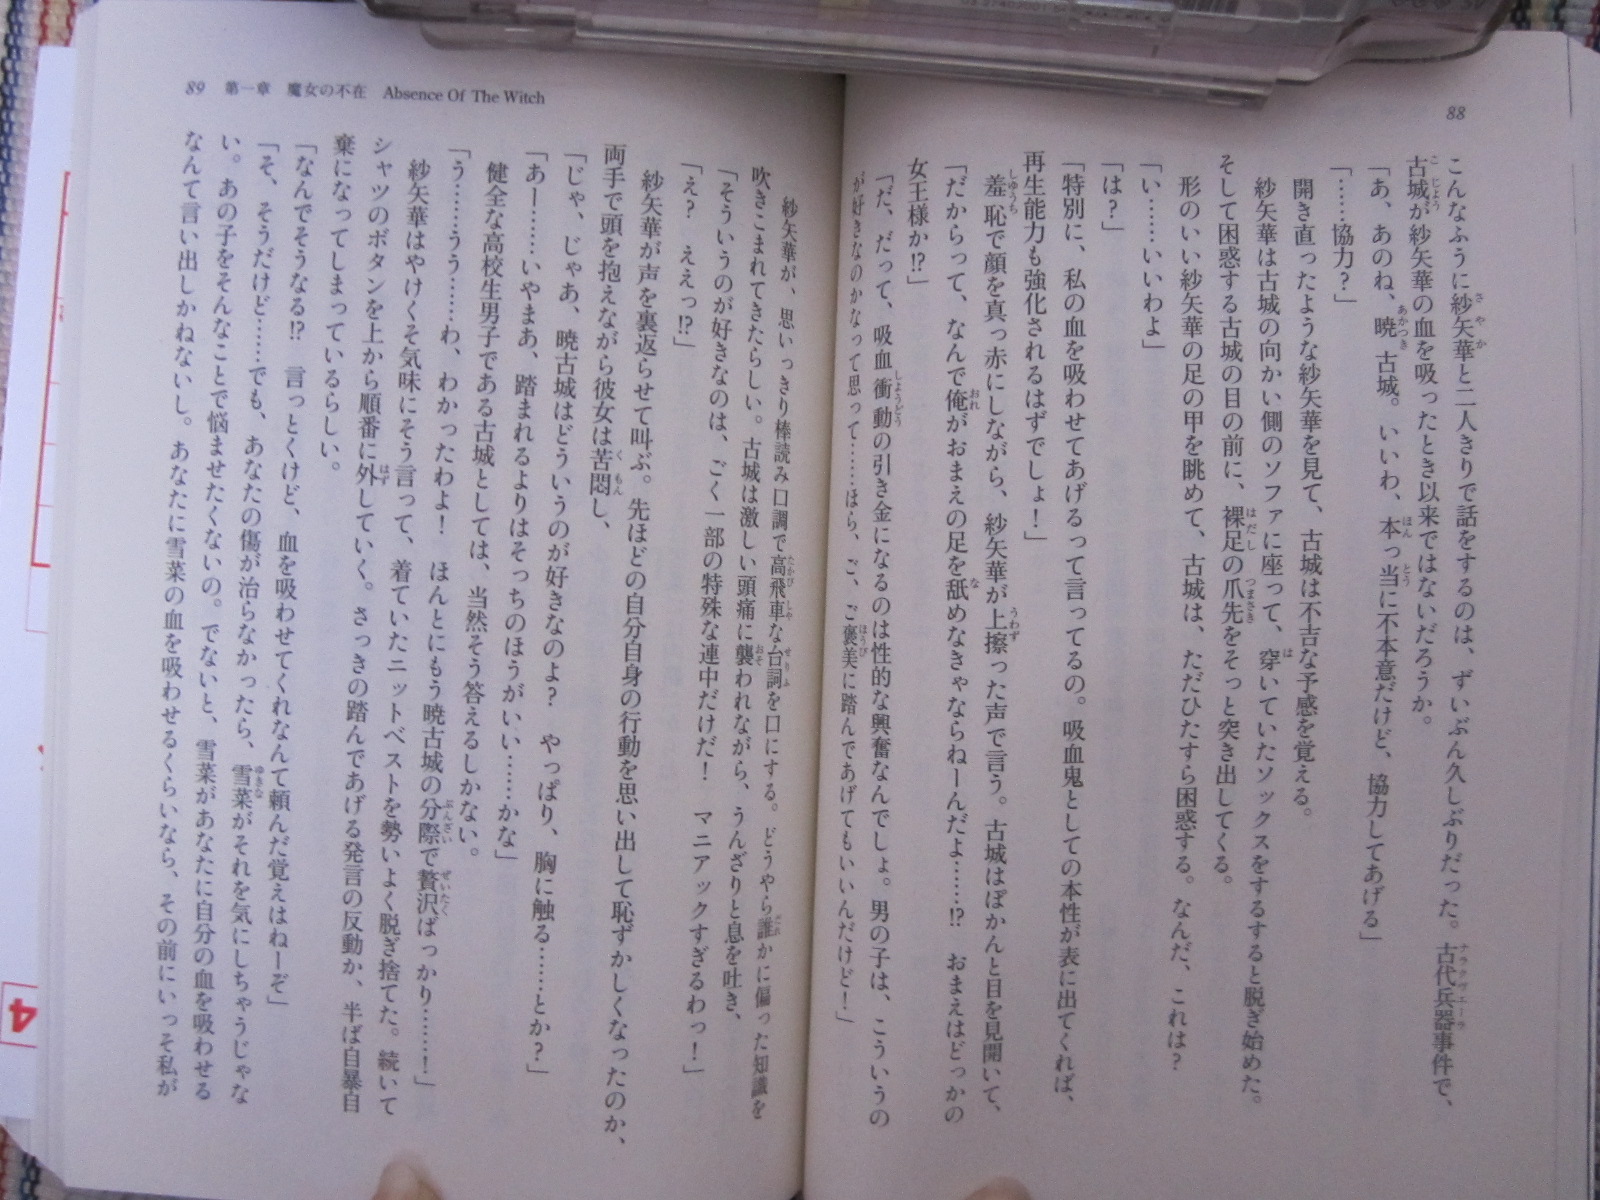 88
こんなふうに紗矢華と二人きりで話をするのは、ずいぶん久しぶりだった。古代兵器事件で、
古城が紗矢華の血を吸ったとき以来ではないだろうか。
「あ、あのね、暁古城。いいわ、本っ当に不本意だけど、協力してあげる」
「……協力？」
開き直ったような紗矢華を見て、古城は不吉な予感を覚える。
紗矢華は古城の向かい側のソファに座って、穿いていたソックスをするすると脱ぎ始めた。
そして困惑する古城の目の前に、裸足の爪先をそっと突き出してくる。
形のいい紗矢華の足の甲を眺めて、古城は、ただひたすら困惑する。なんだ、これは？
「い……いいわよ」
「は？」
「特別に、私の血を吸わせてあげるって言ってるの。吸血鬼としての本性が表に出てくれば、
再生能力も強化されるはずでしょ！」
羞恥で顔を真っ赤にしながら、紗矢華が上擦った声で言う。古城はぽかんと目を見開いて、
「だからって、なんで俺がおまえの足を舐めなきゃならねーんだよ……!?　おまえはどっかの
女王様か!?」
「だ、だって、吸血衝動の引き金になるのは性的な興奮なんでしょ。男の子は、こういうの
が好きなのかなって思って……ほら、ご、ご褒美に踏んであげてもいいんだけど！」
89　第一章　魔女の不在　Absence Of The Witch
紗矢華が、思いっきり棒読み口調で高飛車な台詞を口にする。どうやら誰かに偏った知識を
吹きこまれてきたらしい。古城は激しい頭痛に襲われながら、うんざりと息を吐き、
「そういうのが好きなのは、ごく一部の特殊な連中だけだ！　マニアックすぎるわっ！」
「え？　ええっ!?」
紗矢華が声を裏返らせて叫ぶ。先ほどの自分自身の行動を思い出して恥ずかしくなったのか、
両手で頭を抱えながら彼女は苦悶し、
「じゃ、じゃあ、暁古城はどういうのが好きなのよ？　やっぱり、胸に触る……とか？」
「あー……いやまあ、踏まれるよりはそっちのほうがいい……かな」
健全な高校生男子である古城としては、当然そう答えるしかない。
「う……うう……わ、わかったわよ！　ほんとにもう暁古城の分際で贅沢ばっかり……！」
紗矢華はやけくそ気味にそう言って、着ていたニットベストを勢いよく脱ぎ捨てた。続いて
シャツのボタンを上から順番に外していく。さっきの踏んであげる発言の反動か、半ば自暴自
棄になってしまっているらしい。
「なんでそうなる!?　言っとくけど、血を吸わせてくれなんて頼んだ覚えはねーぞ」
「そ、そうだけど……でも、あなたの傷が治らなかったら、雪菜がそれを気にしちゃうじゃな
い。あの子をそんなことで悩ませたくないの。でないと、雪菜があなたに自分の血を吸わせる
なんて言い出しかねないし。あなたに雪菜の血を吸わせるくらいなら、その前にいっそ私が
4